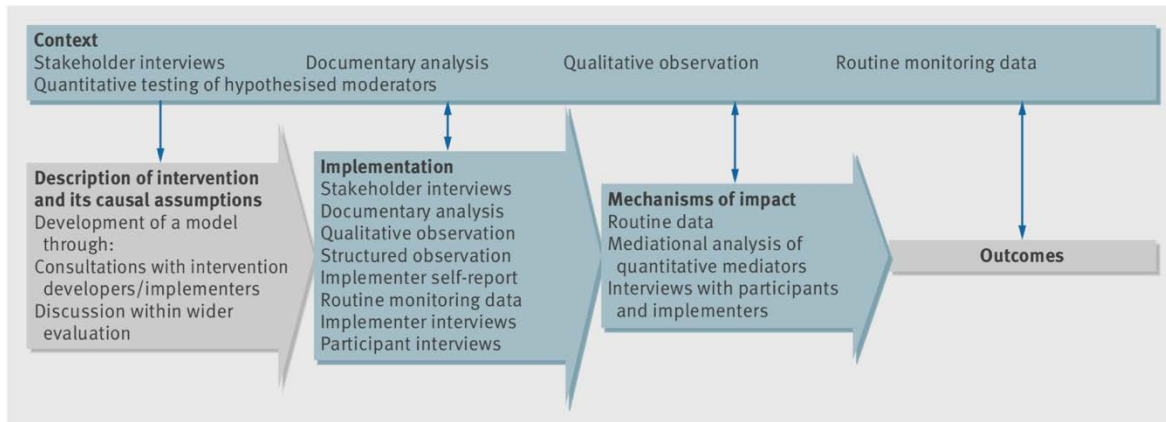 Context
Stakeholder interviews Documentary analysis Qualitative observation Routine monitoring data
Quantitative testing of hypothesised moderators
Description of intervention
and its causal assumptions
Development of a model
through:
Consultations with intervention
developers/implementers
Discussion within wider
evaluation
Implementation
Stakeholder interviews
Documentary analysis
Qualitative observation
Structured observation
Implementer self-report
Routine monitoring data
Implementer interviews
Participant interviews
Mechanisms of impact
Routine data
Mediational analysis of
quantitative mediators
Interviews with participants
and implementers
Outcomes